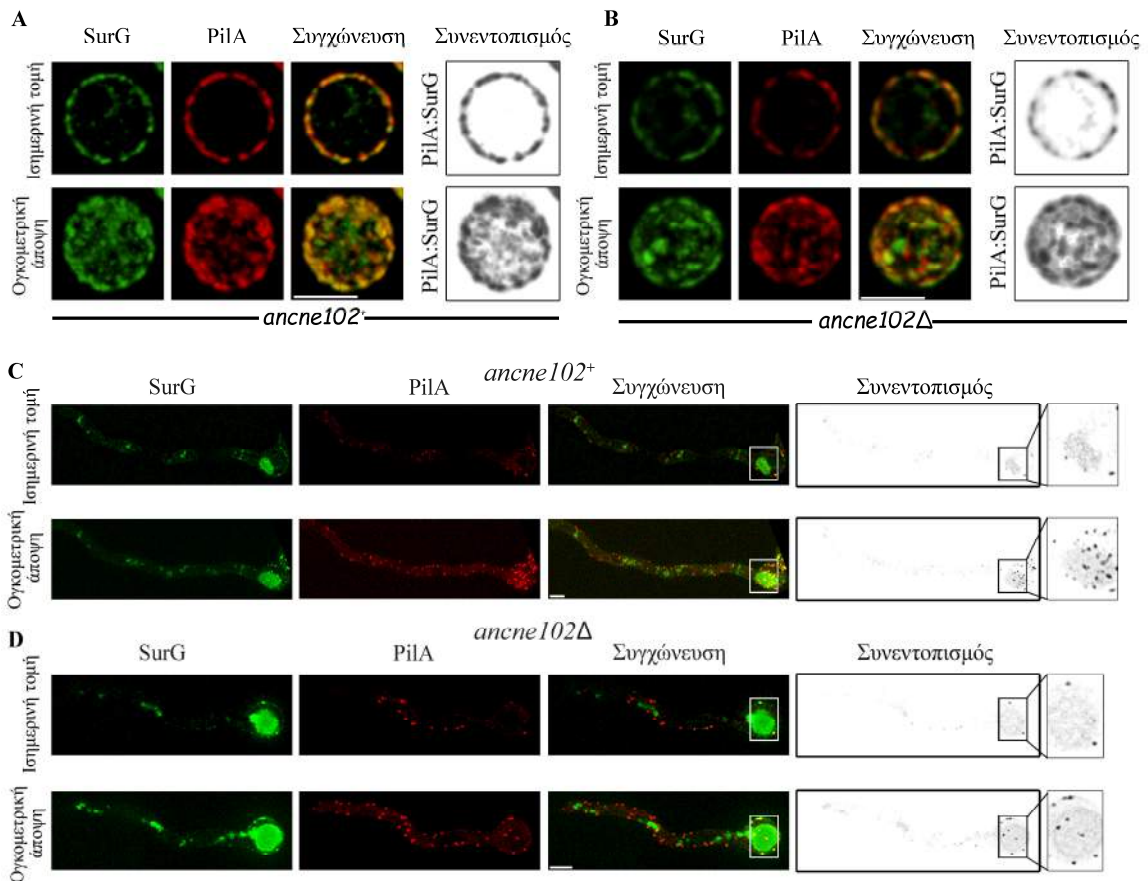 A
SurG PilA Συγχώνευση Συνεντοπισμός
Ισημερινή τομή
PilA:SurG
Ογκομετρική
άποψη
PilA:SurG
ancne102+
B
SurG PilA Συγχώνευση Συνεντοπισμός
Ισημερινή τομή
PilA:SurG
Ογκομετρική
άποψη
PilA:SurG
ancne102Δ
C
ancne102+
SurG PilA Συγχώνευση Συνεντοπισμός
Ισημερινή τομή
Ογκομετρική
άποψη
D
ancne102Δ
SurG PilA Συγχώνευση Συνεντοπισμός
Ισημερινή τομή
Ογκομετρική
άποψη